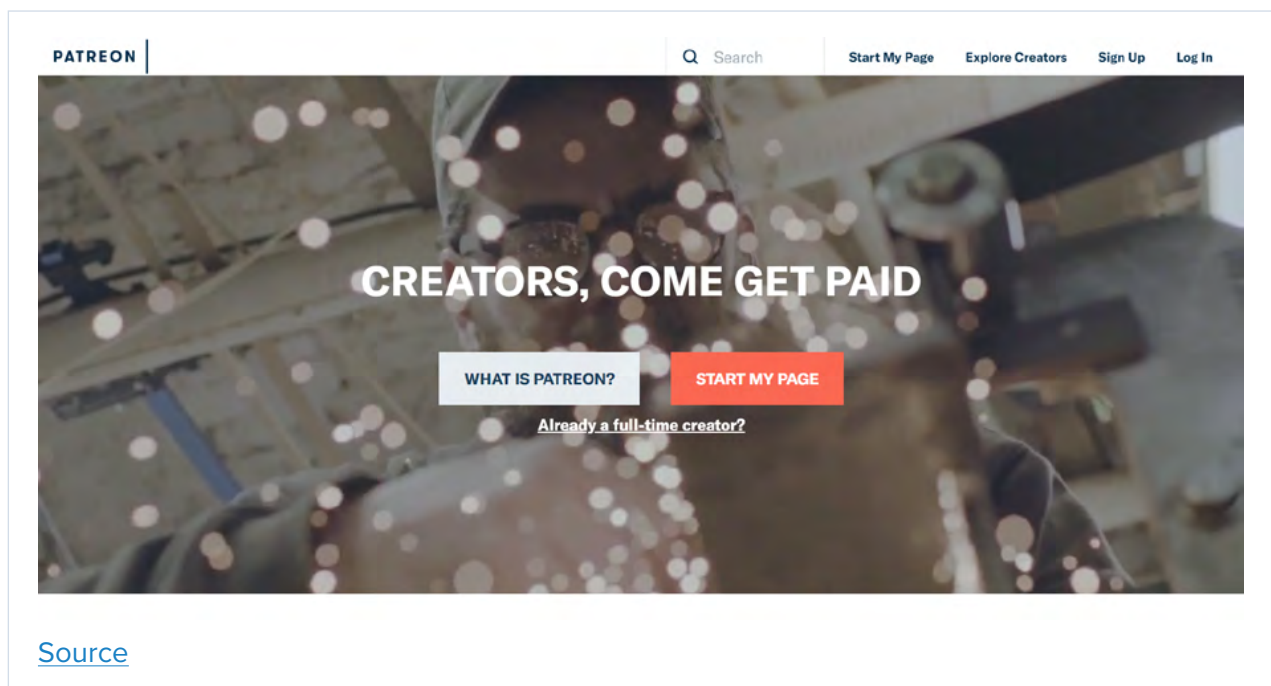 PATREON
Search Start My Page Explore Creators Sign Up Log In
CREATORS, COME GET PAID
WHAT IS PATREON? START MY PAGE
Already a full-time creator?
Source